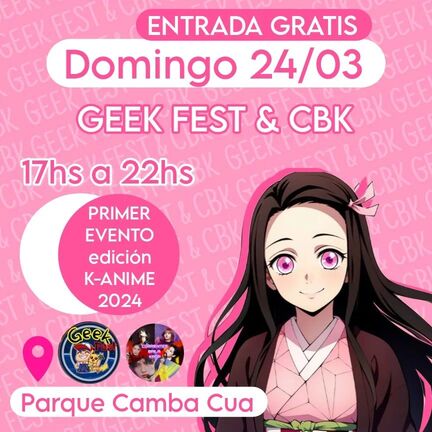 ENTRADA GRATIS
Domingo 24/03
GEEK FEST & CBK
17hs a 22hs
PRIMER
EVENTO
edición
K-ANIME
2024
Geek
Parque Camba Cua